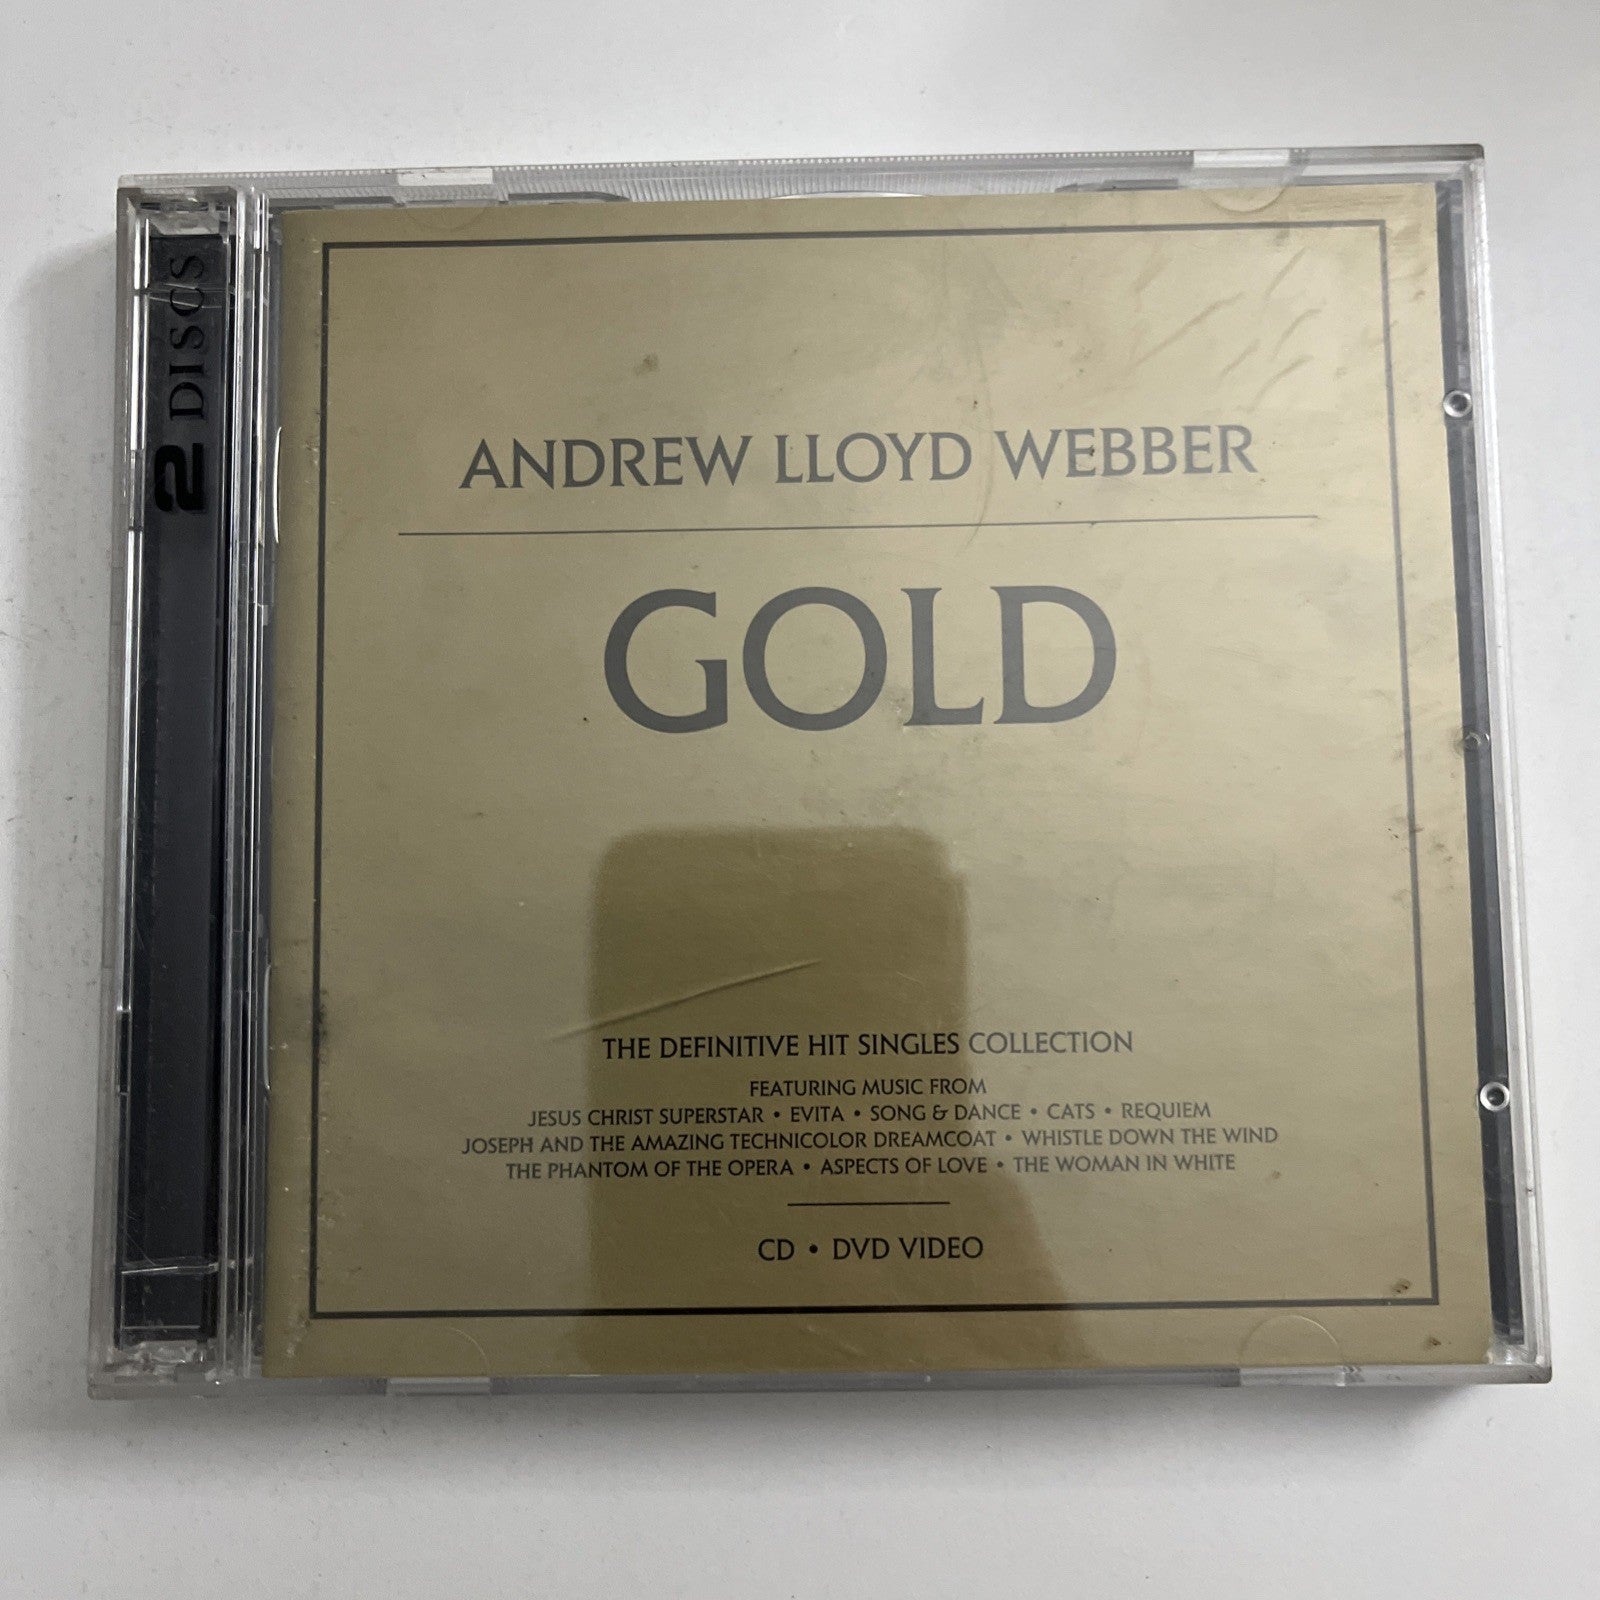 2 DISCS
ANDREW LLOYD WEBBER
GOLD
THE DEFINITIVE HIT SINGLES COLLECTION
FEATURING MUSIC FROM
JESUS CHRIST SUPERSTAR • EVITA • SONG & DANCE • CATS • REQUIEM
JOSEPH AND THE AMAZING TECHNICOLOR DREAMCOAT • WHISTLE DOWN THE WIND
THE PHANTOM OF THE OPERA • ASPECTS OF LOVE • THE WOMAN IN WHITE
CD • DVD VIDEO